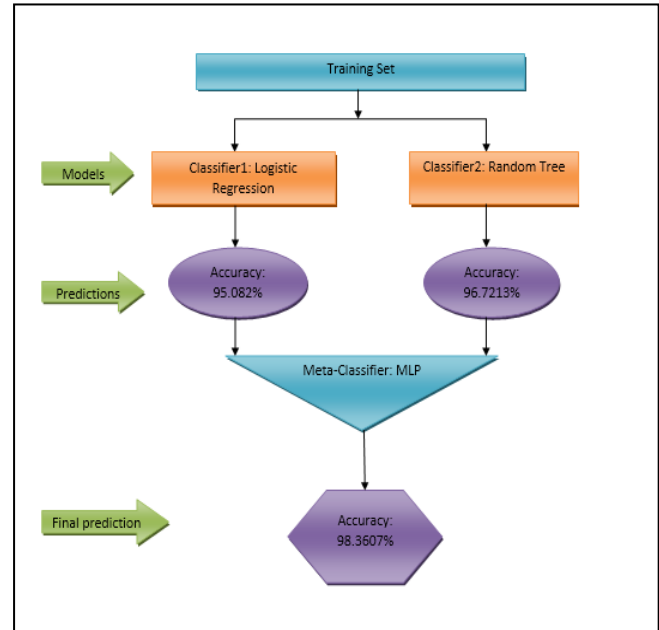 Training Set
Models
Classifier1: Logistic
Regression
Classifier2: Random Tree
Predictions
Accuracy:
95.082%
Accuracy:
96.7213%
Meta-Classifier: MLP
Final prediction
Accuracy:
98.3607%